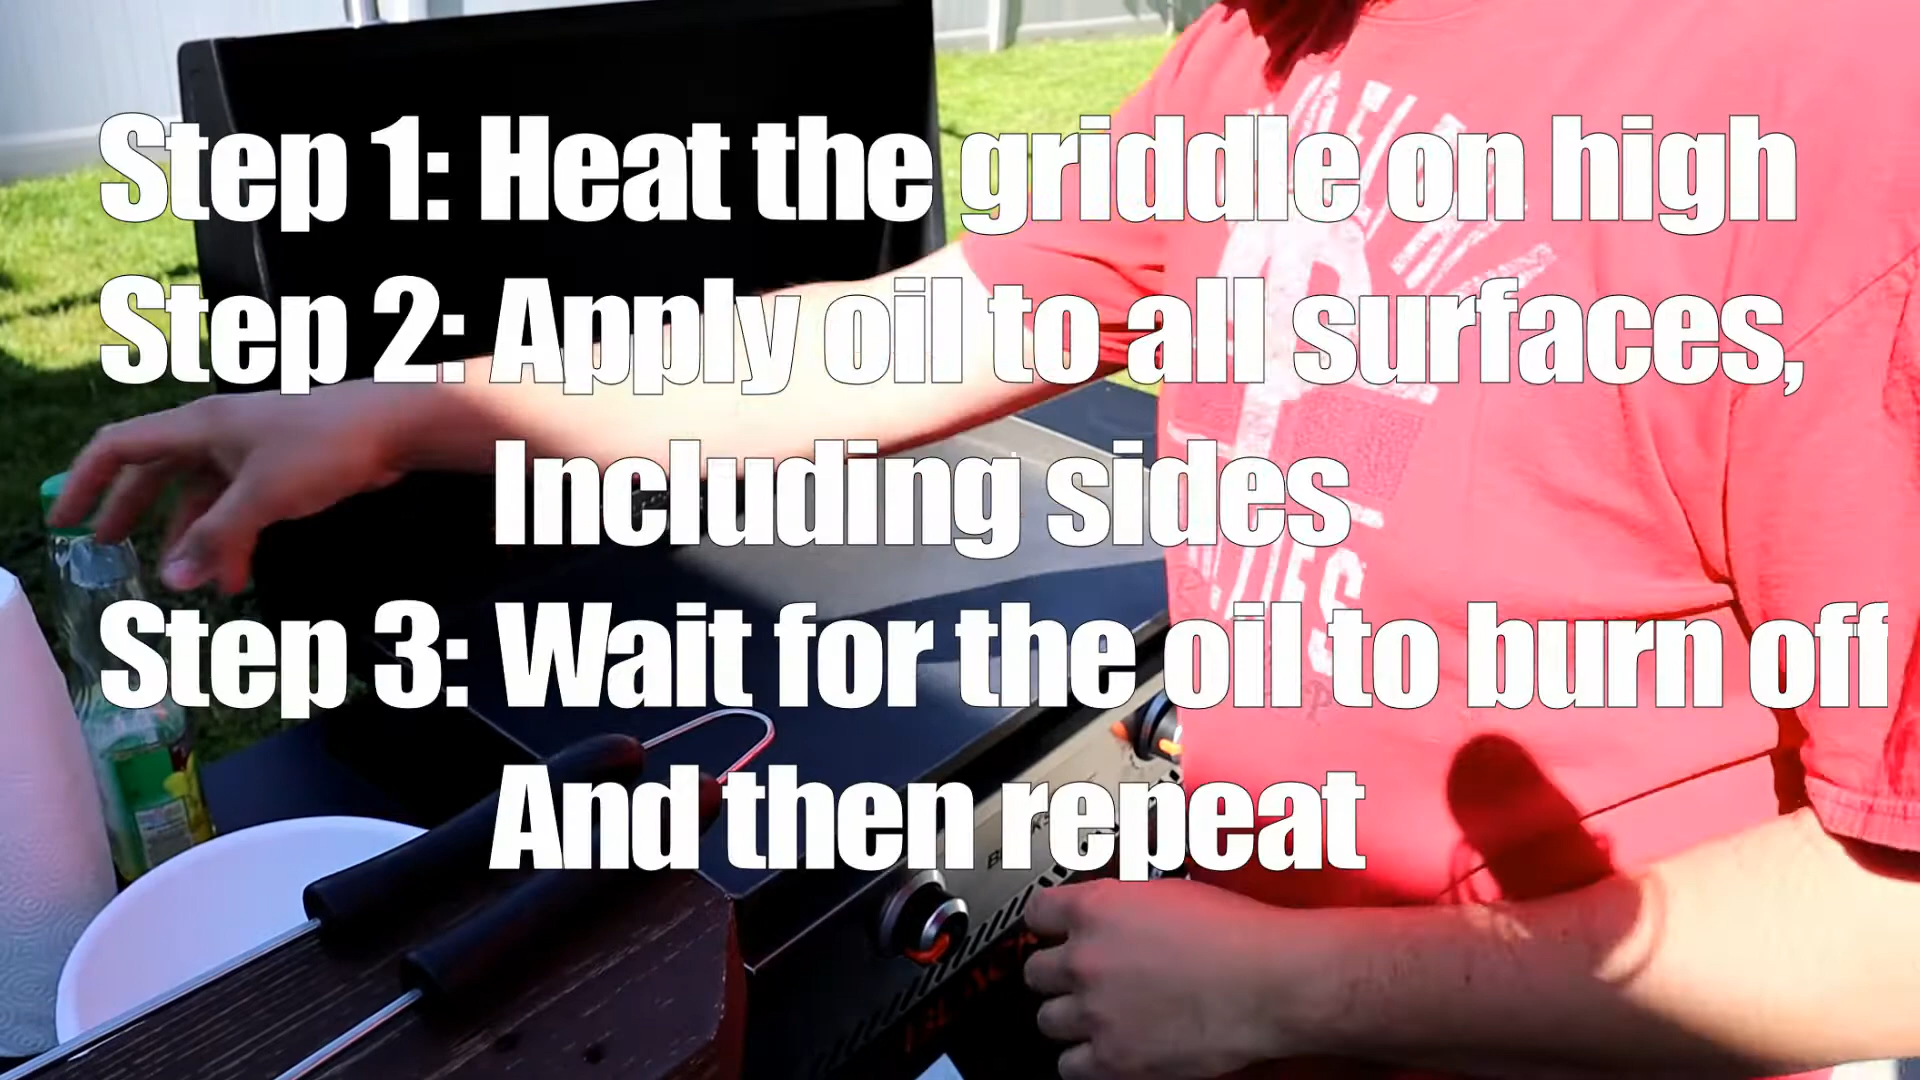 Step 1: Heat the griddle on high
Step 2: Apply oil to all surfaces,
Including sides
Step 3: Wait for the oil to burn off
And then repeat